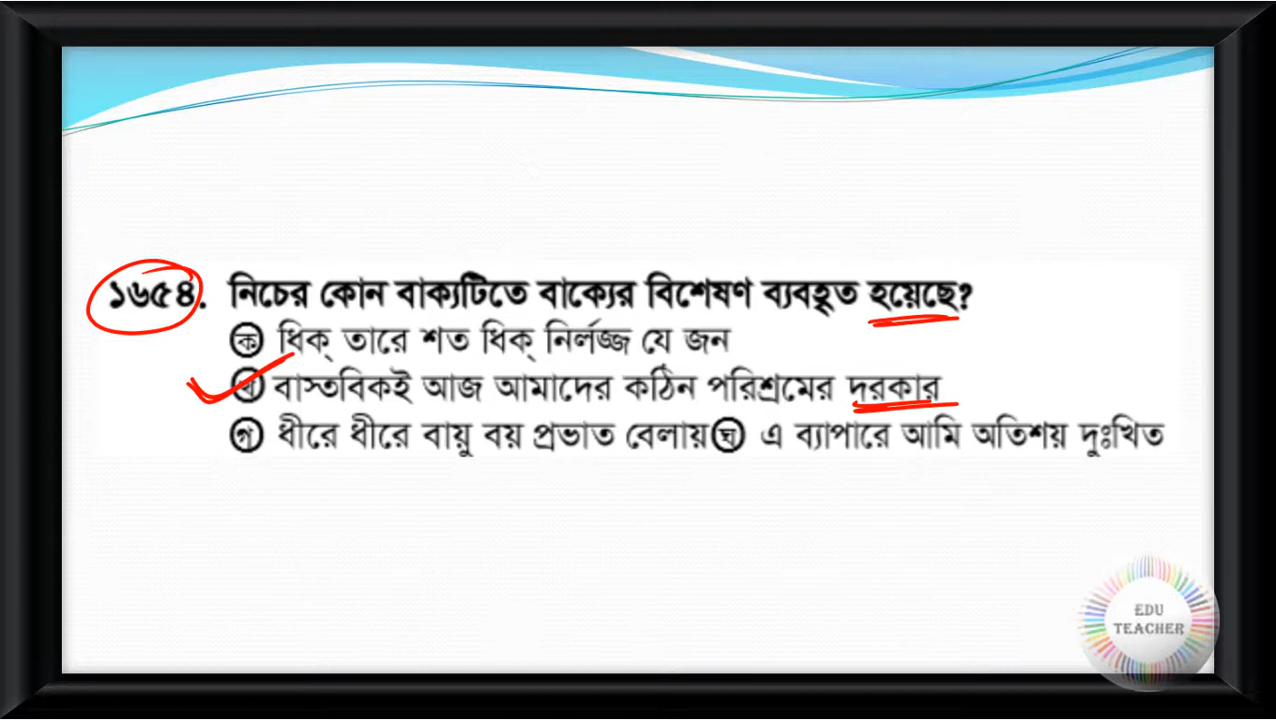 ১৬৫৪. নিচের কোন বাক্যটিতে বাক্যের বিশেষণ ব্যবহৃত হয়েছে?
ক ধিক্ তারে শত ধিক্ নির্লজ্জ যে জন
খ বাস্তবিকই আজ আমাদের কঠিন পরিশ্রমের দরকার
গ ধীরে ধীরে বায়ু বয় প্রভাত বেলায় ঘ এ ব্যাপারে আমি অতিশয় দুঃখিত
EDU
TEACHER